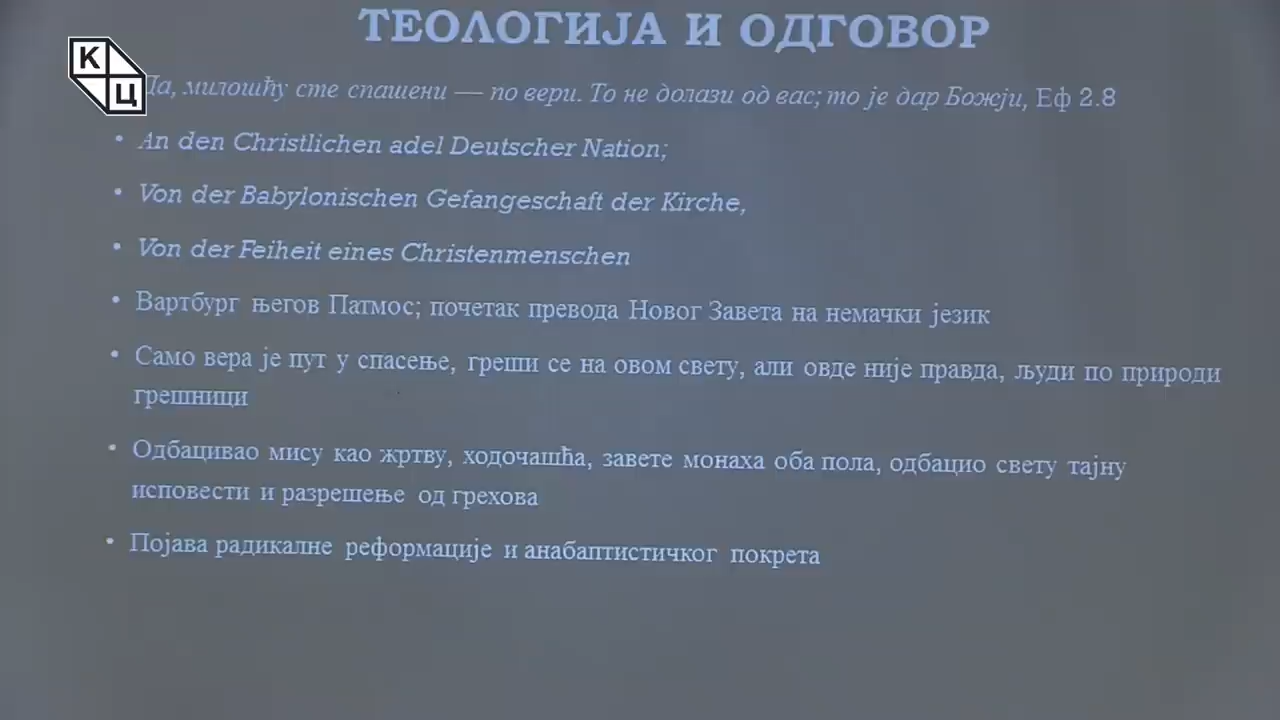 ТЕОЛОГИЈА И ОДГОВОР
К
Ц
Да, милошћу сте спашени — по вери. То не долази од вас; то је дар Божји, Еф 2.8
• An den Christlichen adel Deutscher Nation;
• Von der Babylonischen Gefangeschaft der Kirche,
• Von der Feiheit eines Christenmenschen
• Вартбург његов Патмос; почетак превода Новог Завета на немачки језик
• Само вера је пут у спасење, греши се на овом свету, али овде није правда, људи по природи
грешници
• Одбацивао мису као жртву, ходочашћа, завете монаха оба пола, одбацио свету тајну
исповести и разрешење од грехова
• Појава радикалне реформације и анабаптистичког покрета